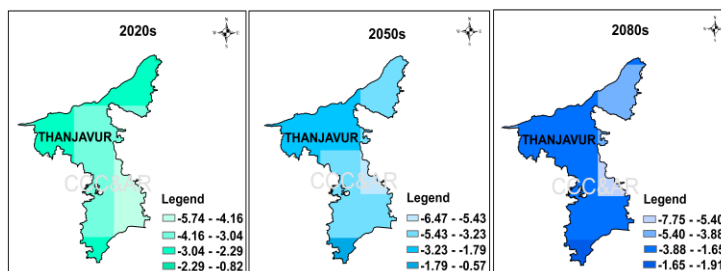 2020s
THANJAVUR
CCC&AR
Legend
-5.74 - -4.16
-4.16 - -3.04
-3.04 - -2.29
-2.29 - -0.82
2050s
THANJAVUR
CCC&AR
Legend
-6.47 - -5.43
-5.43 - -3.23
-3.23 - -1.79
-1.79 - -0.57
2080s
THANJAVUR
CCC&AR
Legend
-7.75 - -5.40
-5.40 - -3.88
-3.88 - -1.65
-1.65 - -1.91